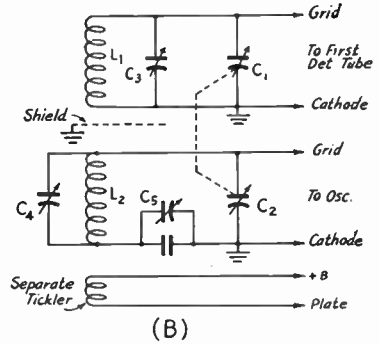 Grid
L1
C3
C1
To First
Det Tube
Cathode
Shield
Grid
C4
L2
C5
C2
To Osc.
Cathode
Separate
Tickler
+B
Plate
(B)